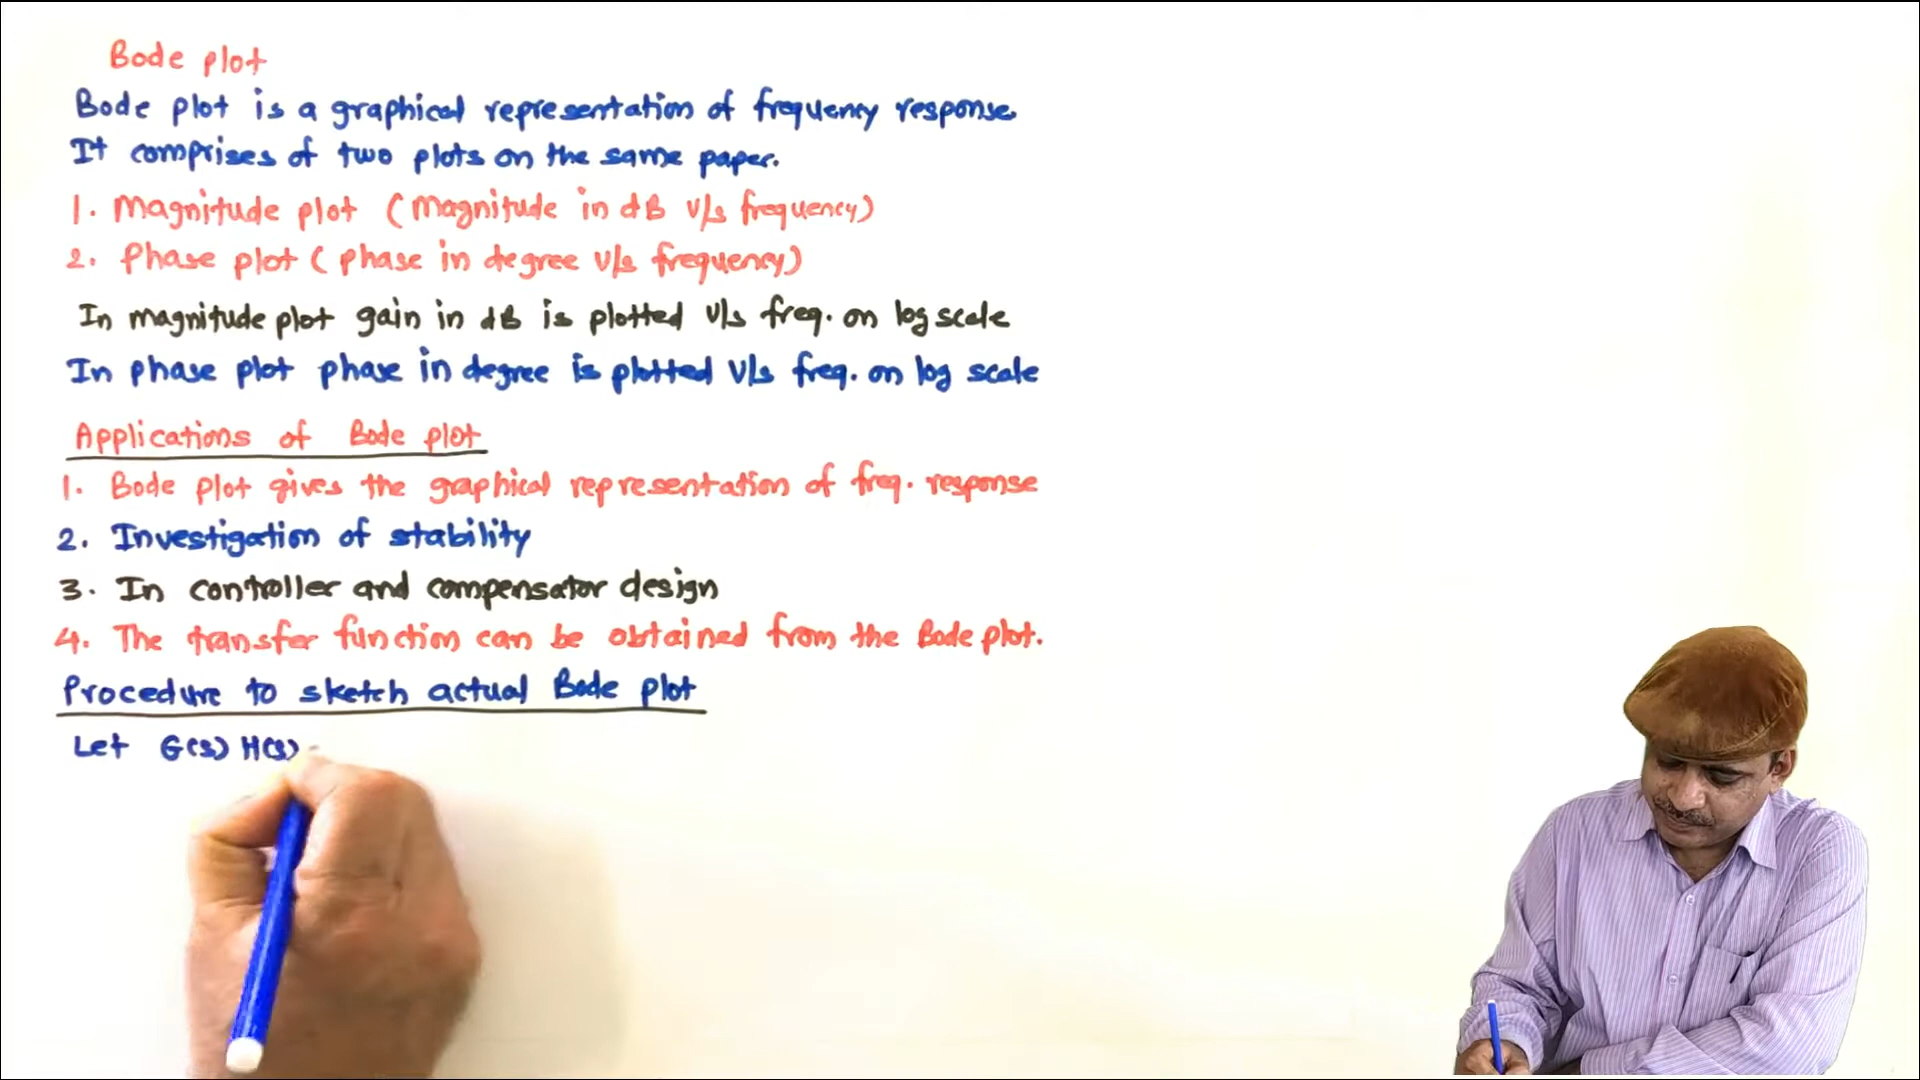 Bode plot
Bode plot is a graphical representation of frequency response.
It comprises of two plots on the same paper.
1. Magnitude plot (Magnitude in dB v/s frequency)
2. Phase plot (phase in degree v/s frequency)
In magnitude plot gain in dB is plotted v/s freq. on log scale
In phase plot phase in degree is plotted v/s freq. on log scale
Applications of Bode plot
1. Bode plot gives the graphical representation of freq. response
2. Investigation of stability
3. In controller and compensator design
4. The transfer function can be obtained from the Bode plot.
Procedure to sketch actual Bode plot
Let G(s) H(s)